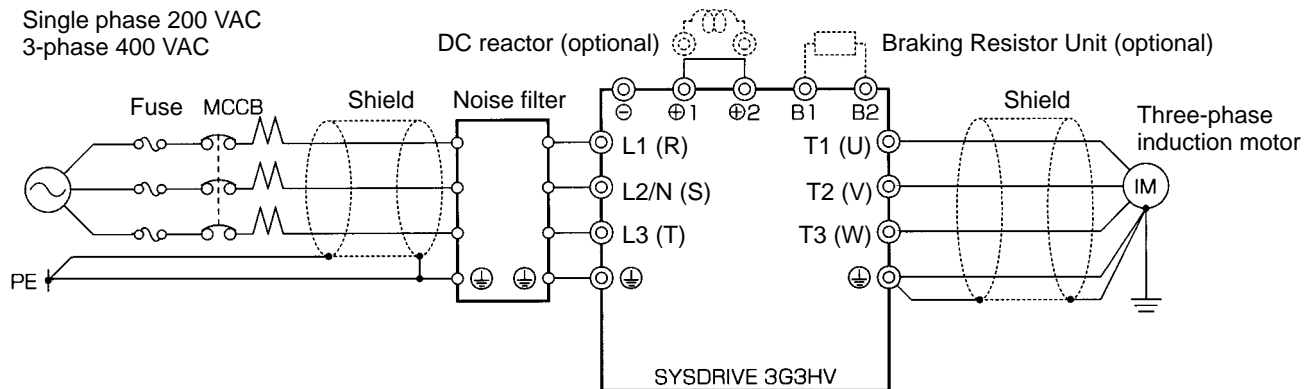 Single phase 200 VAC
3-phase 400 VAC
DC reactor (optional)
Braking Resistor Unit (optional)
Fuse
MCCB
Shield
Noise filter
⊖
⊕1
⊕2
B1
B2
Shield
Three-phase
induction motor
L1 (R)
T1 (U)
L2/N (S)
T2 (V)
IM
L3 (T)
T3 (W)
PE
SYSDRIVE 3G3HV